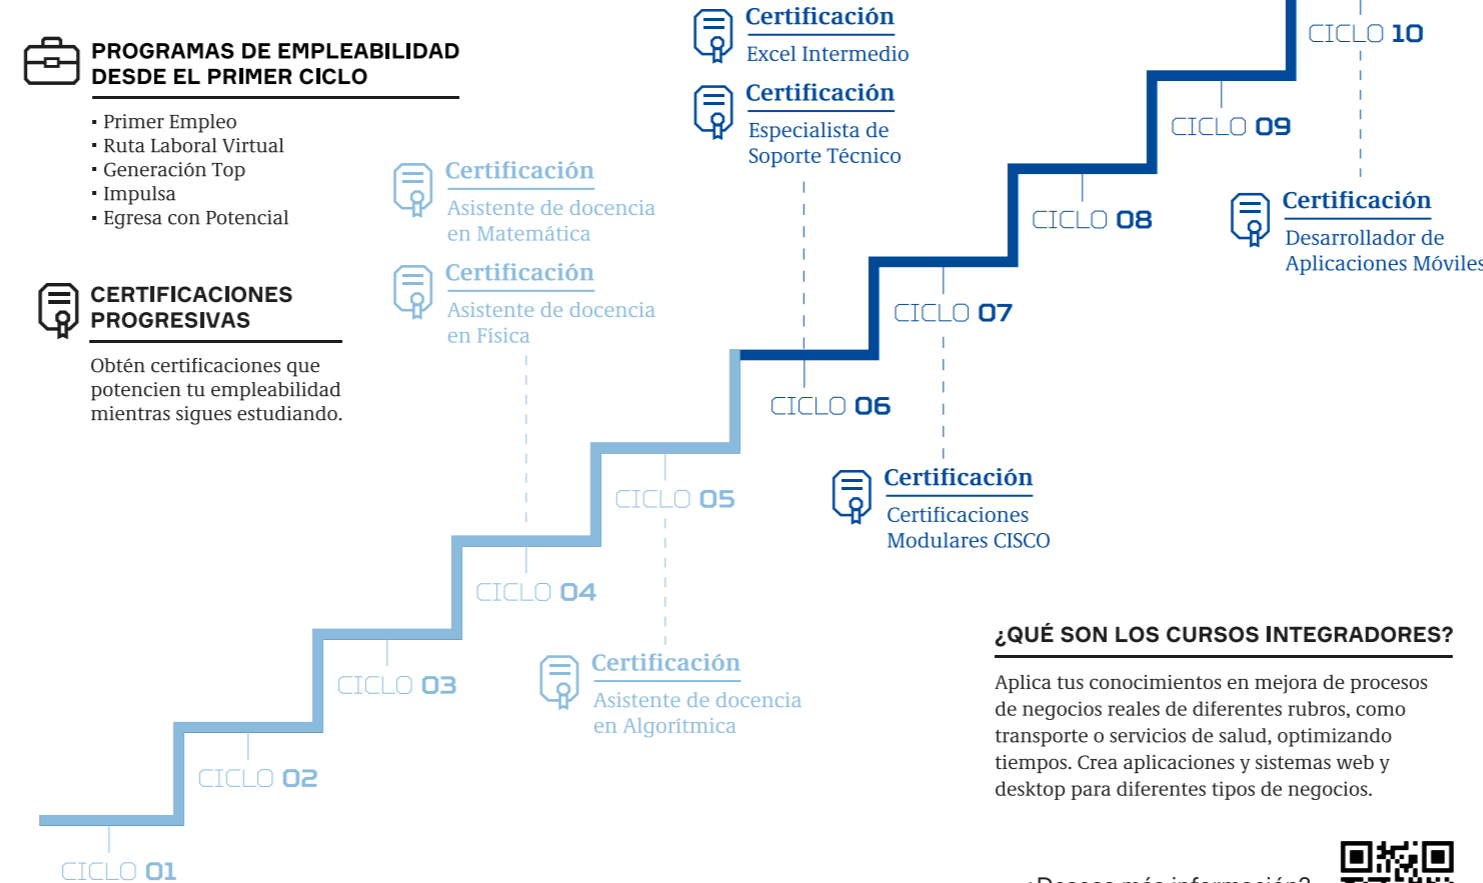 PROGRAMAS DE EMPLEABILIDAD
DESDE EL PRIMER CICLO
▪ Primer Empleo
▪ Ruta Laboral Virtual
▪ Generación Top
▪ Impulsa
▪ Egresa con Potencial
CERTIFICACIONES
PROGRESIVAS
Obtén certificaciones que
potencien tu empleabilidad
mientras sigues estudiando.
Certificación
Asistente de docencia
en Matemática
Certificación
Asistente de docencia
en Física
Certificación
Excel Intermedio
Certificación
Especialista de
Soporte Técnico
CICLO 10
CICLO 09
CICLO 08
CICLO 07
CICLO 06
CICLO 05
CICLO 04
CICLO 03
CICLO 02
CICLO 01
Certificación
Desarrollador de
Aplicaciones Móviles
Certificación
Certificaciones
Modulares CISCO
Certificación
Asistente de docencia
en Algorítmica
¿QUÉ SON LOS CURSOS INTEGRADORES?
Aplica tus conocimientos en mejora de procesos
de negocios reales de diferentes rubros, como
transporte o servicios de salud, optimizando
tiempos. Crea aplicaciones y sistemas web y
desktop para diferentes tipos de negocios.
¿Deseas más información?